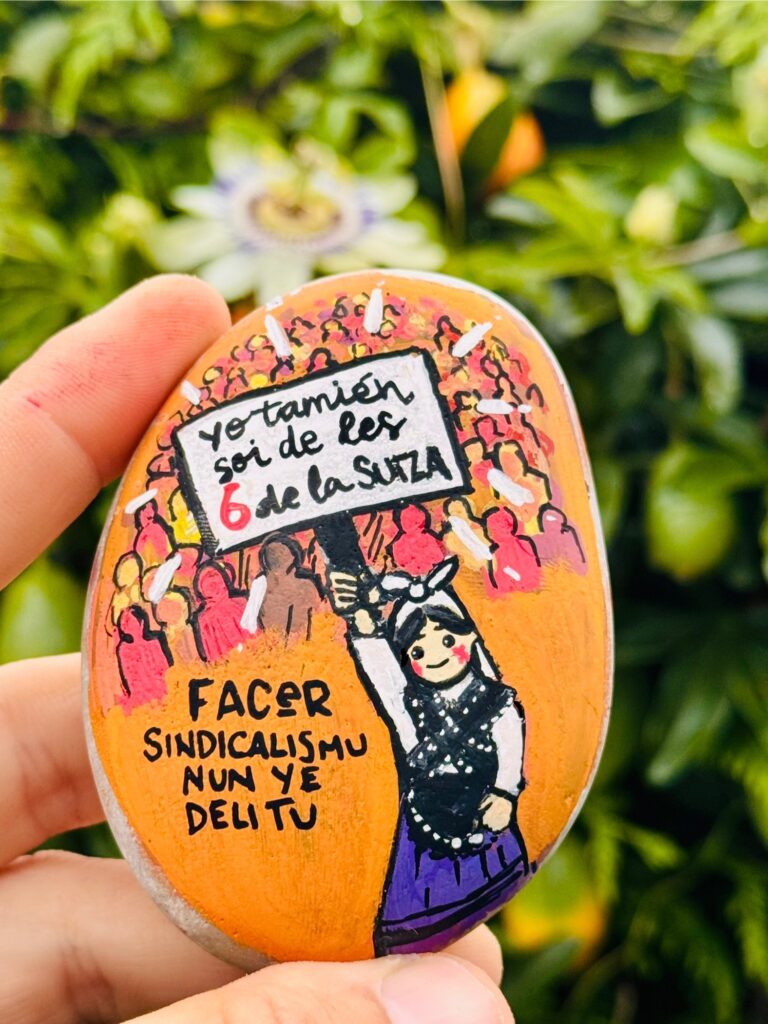 yo tamién
soi de les
6 de la SUIZA
FACER
SINDICALISMU
NUN YE
DELITU